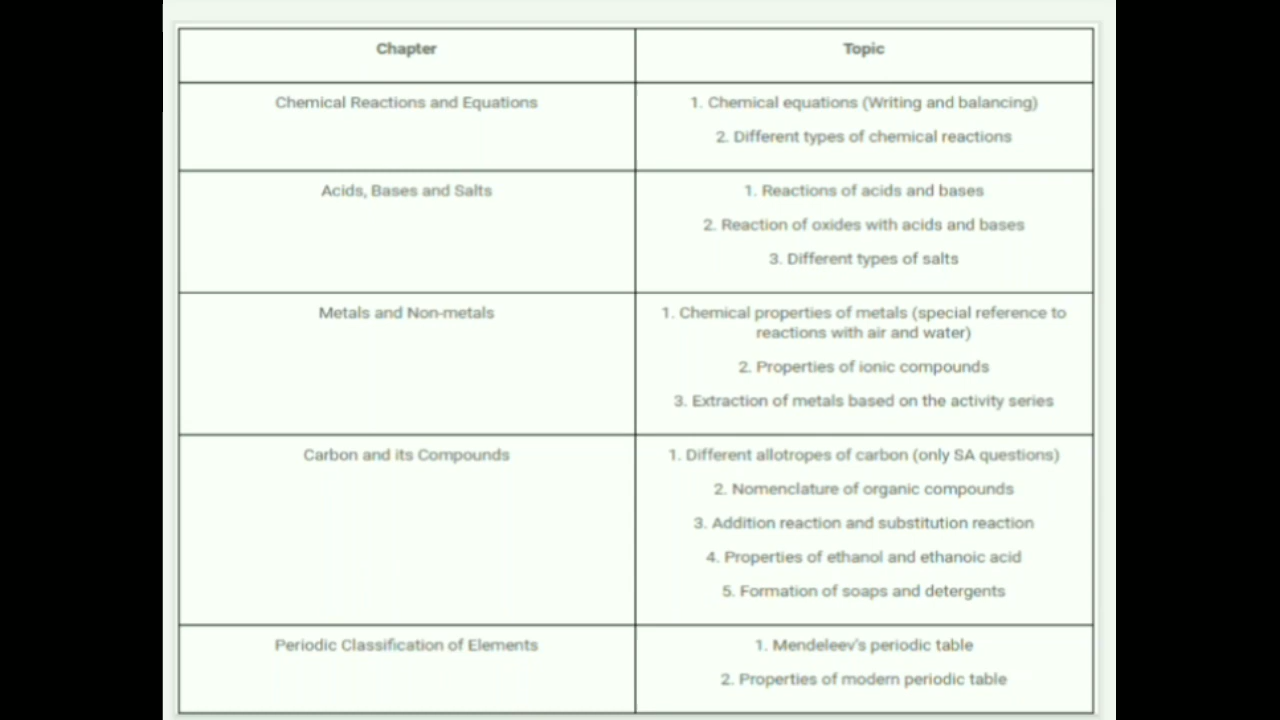 Chapter
Topic
Chemical Reactions and Equations
1. Chemical equations (Writing and balancing)
2. Different types of chemical reactions
Acids, Bases and Salts
1. Reactions of acids and bases
2. Reaction of oxides with acids and bases
3. Different types of salts
Metals and Non-metals
1. Chemical properties of metals (special reference to
reactions with air and water)
2. Properties of ionic compounds
3. Extraction of metals based on the activity series
Carbon and its Compounds
1. Different allotropes of carbon (only SA questions)
2. Nomenclature of organic compounds
3. Addition reaction and substitution reaction
4. Properties of ethanol and ethanoic acid
5. Formation of soaps and detergents
Periodic Classification of Elements
1. Mendeleev's periodic table
2. Properties of modern periodic table